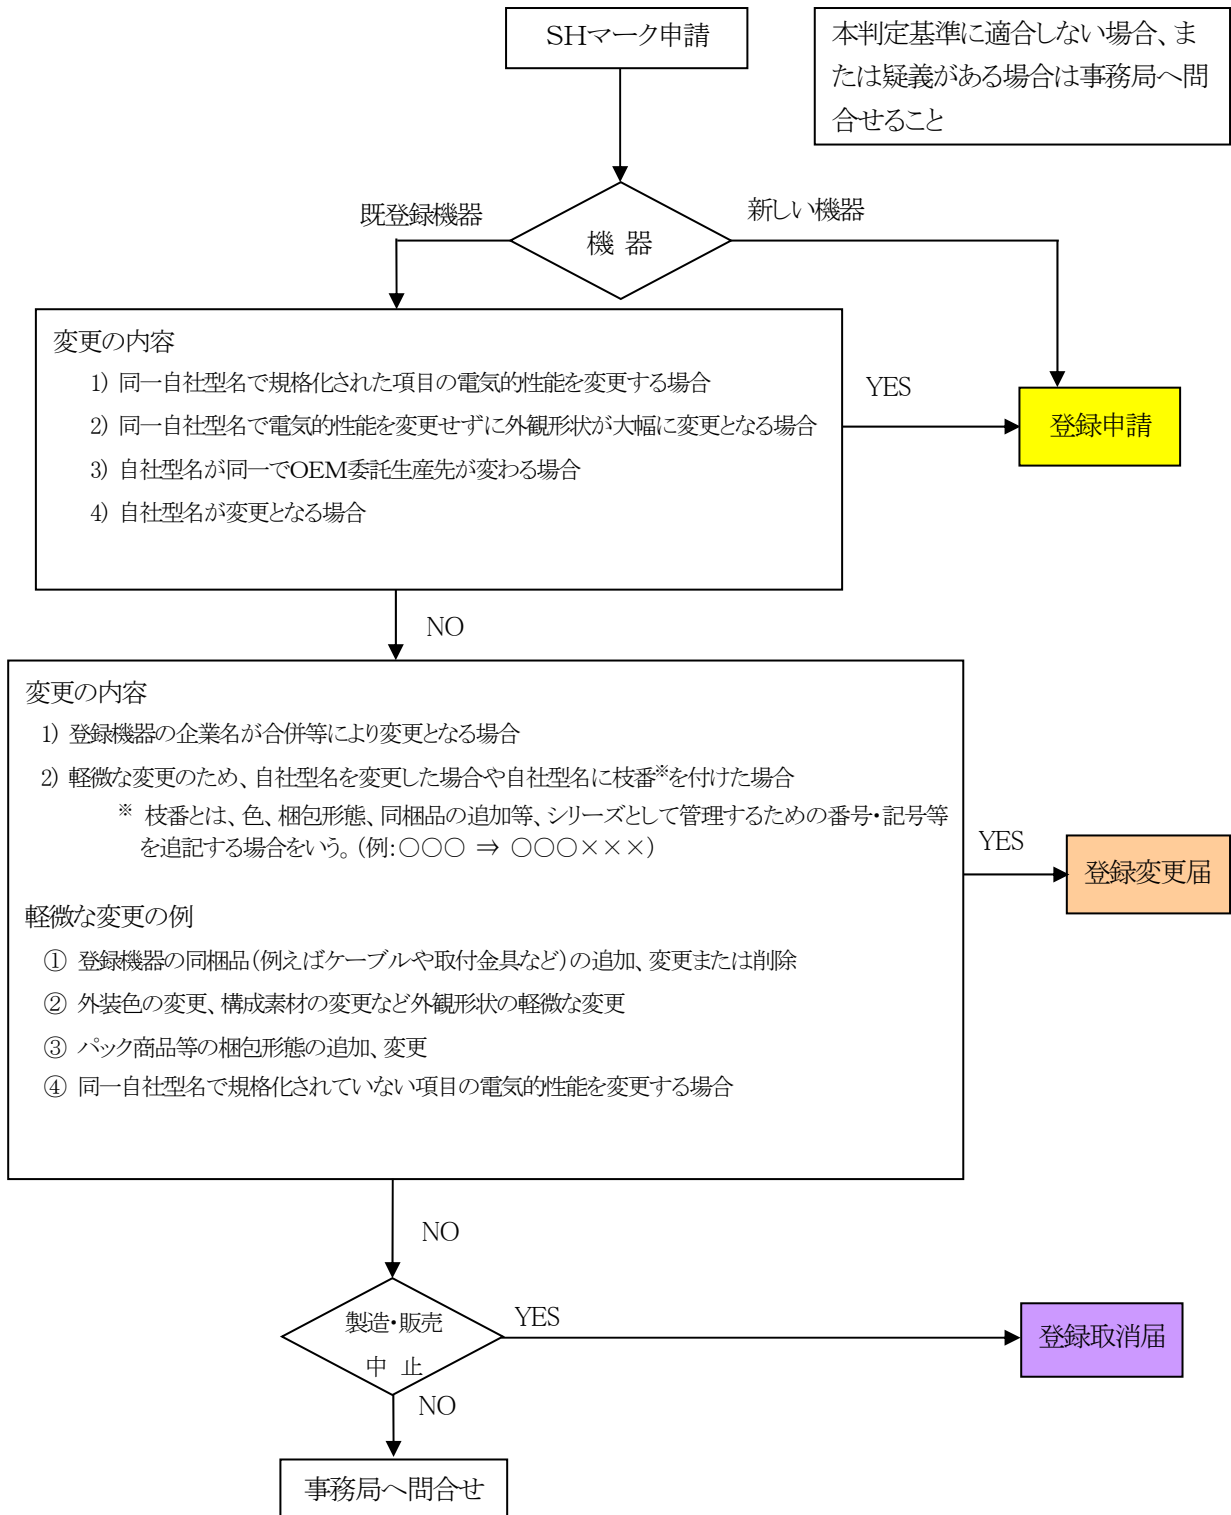 SHマーク申請
本判定基準に適合しない場合、ま
たは疑義がある場合は事務局へ問
合せること
既登録機器
新しい機器
機 器
変更の内容
1) 同一自社型名で規格化された項目の電気的性能を変更する場合
2) 同一自社型名で電気的性能を変更せずに外観形状が大幅に変更となる場合
3) 自社型名が同一でOEM委託生産先が変わる場合
4) 自社型名が変更となる場合
YES
登録申請
NO
変更の内容
1) 登録機器の企業名が合併等により変更となる場合
2) 軽微な変更のため、自社型名を変更した場合や自社型名に枝番※を付けた場合
※ 枝番とは、色、梱包形態、同梱品の追加等、シリーズとして管理するための番号・記号等
を追記する場合をいう。(例:○○○ ⇒ ○○○×××)
YES
登録変更届
軽微な変更の例
① 登録機器の同梱品(例えばケーブルや取付金具など)の追加、変更または削除
② 外装色の変更、構成素材の変更など外観形状の軽微な変更
③ パック商品等の梱包形態の追加、変更
④ 同一自社型名で規格化されていない項目の電気的性能を変更する場合
NO
製造・販売
中 止
YES
登録取消届
NO
事務局へ問合せ